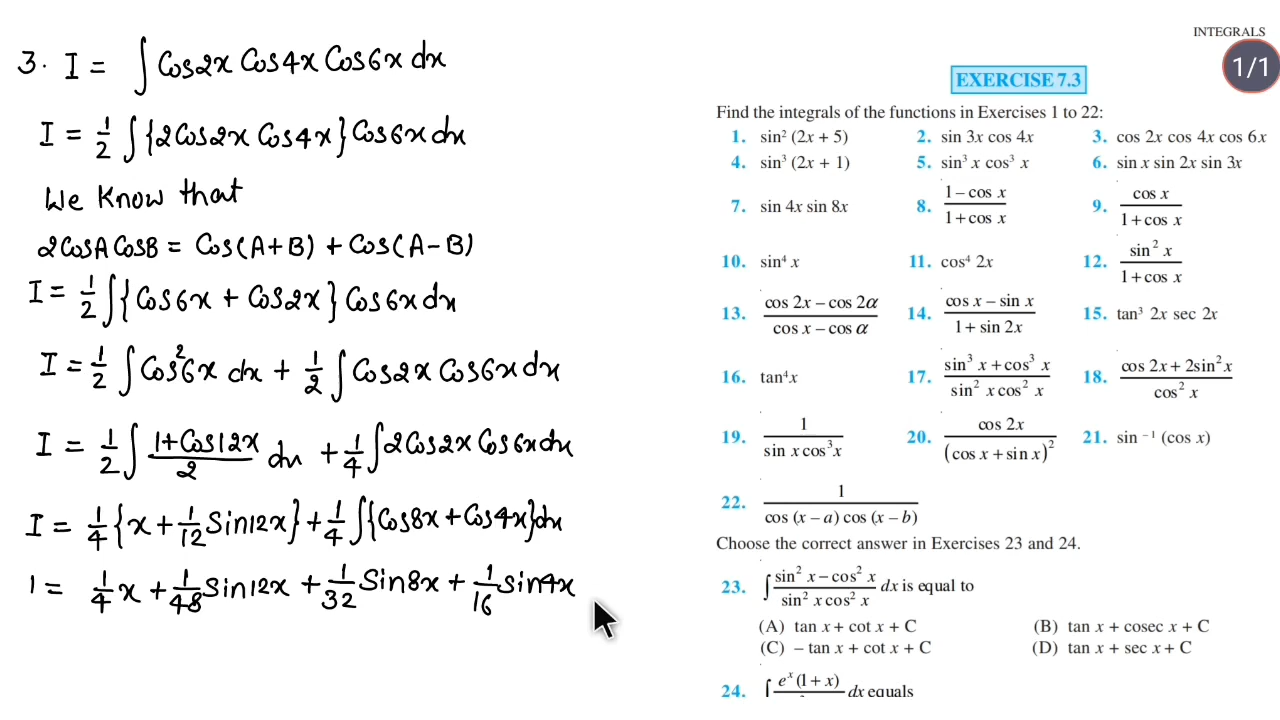 3. I = ∫ Cos2x Cos4x Cos6x dx
I = 1/2 ∫{2Cos2x Cos4x} Cos6x dx
We know that
2CosA CosB = Cos(A+B) + Cos(A-B)
I = 1/2 ∫{Cos6x + Cos2x} Cos6x dx
I = 1/2 ∫ Cos²6x dx + 1/2 ∫ Cos2x Cos6x dx
I = 1/2 ∫ (1+Cos12x)/2 dx + 1/4 ∫ 2Cos2x Cos6x dx
I = 1/4 {x + 1/12 Sin12x} + 1/4 ∫{Cos8x + Cos4x}dx
I = 1/4 x + 1/48 Sin12x + 1/32 Sin8x + 1/16 Sin4x
INTEGRALS
1/1
EXERCISE 7.3
Find the integrals of the functions in Exercises 1 to 22:
1. sin² (2x + 5) 2. sin 3x cos 4x 3. cos 2x cos 4x cos 6x
4. sin³ (2x + 1) 5. sin³ x cos³ x 6. sin x sin 2x sin 3x
7. sin 4x sin 8x 8. (1 – cos x)/(1 + cos x) 9. cos x/(1 + cos x)
10. sin⁴ x 11. cos⁴ 2x 12. sin² x/(1 + cos x)
13. (cos 2x – cos 2α)/(cos x – cos α) 14. (cos x – sin x)/(1 + sin 2x) 15. tan³ 2x sec 2x
16. tan⁴x 17. (sin³ x + cos³ x)/(sin² x cos² x) 18. (cos 2x + 2sin² x)/cos² x
19. 1/(sin x cos³x) 20. cos 2x/(cos x + sin x)² 21. sin⁻¹ (cos x)
22. 1/(cos (x – a) cos (x – b))
Choose the correct answer in Exercises 23 and 24.
23. ∫ (sin² x – cos² x)/(sin² x cos² x) dx is equal to
(A) tan x + cot x + C (B) tan x + cosec x + C
(C) – tan x + cot x + C (D) tan x + sec x + C
24. ∫ eˣ (1 + x) dx equals